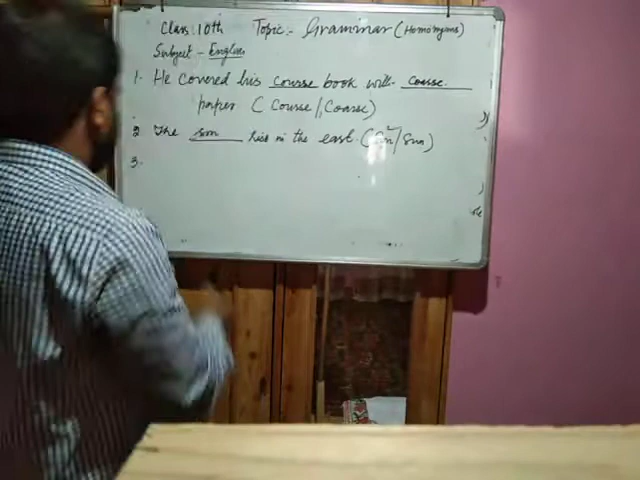 Class 10th Topic:- Grammar (Homonyms)
Subject - English
1. He covered his course book with coarse
paper (Course / Coarse)
2 The son rise in the east. (Son / Sun)
3.